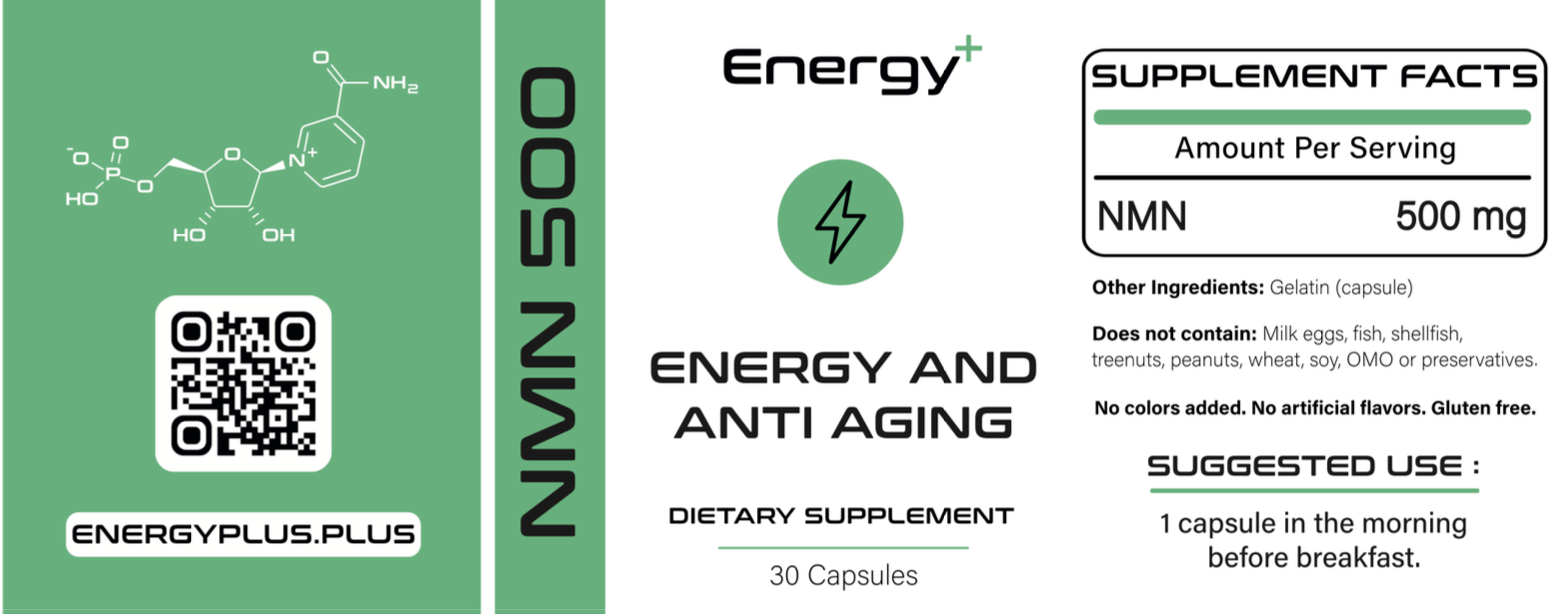 O
NH2
O
-O
P
O
O
N+
HO
HO
OH
ENERGYPLUS.PLUS
NMN 500
Energy+
ENERGY AND
ANTI AGING
DIETARY SUPPLEMENT
30 Capsules
SUPPLEMENT FACTS
Amount Per Serving
NMN 500 mg
Other Ingredients: Gelatin (capsule)
Does not contain: Milk eggs, fish, shellfish,
treenuts, peanuts, wheat, soy, OMO or preservatives.
No colors added. No artificial flavors. Gluten free.
SUGGESTED USE :
1 capsule in the morning
before breakfast.